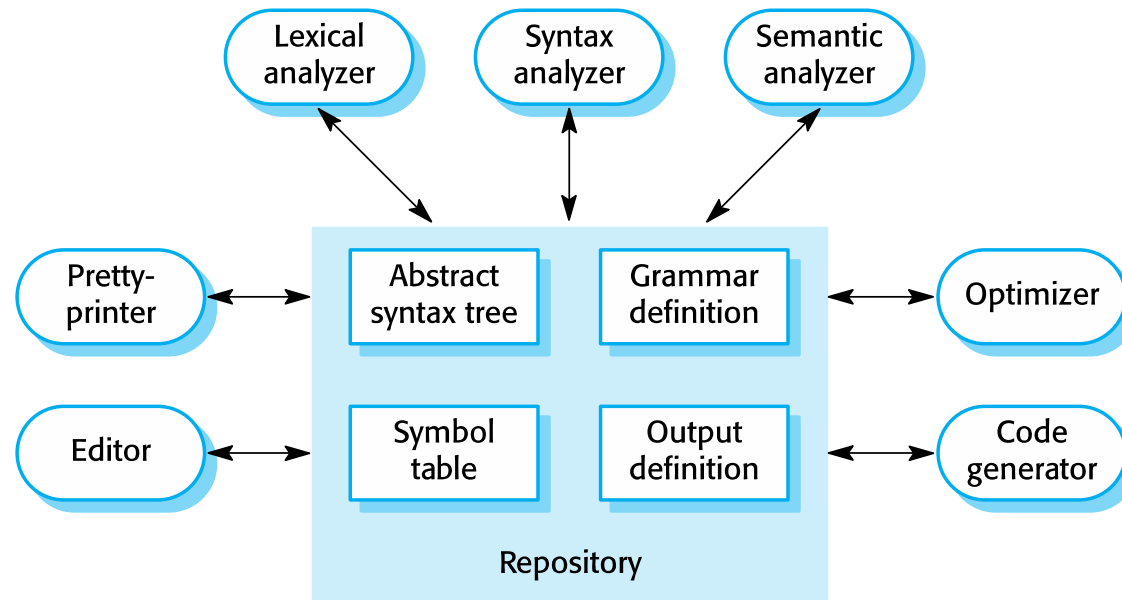 Lexical
analyzer
Syntax
analyzer
Semantic
analyzer
Pretty-
printer
Abstract
syntax tree
Grammar
definition
Optimizer
Editor
Symbol
table
Output
definition
Code
generator
Repository